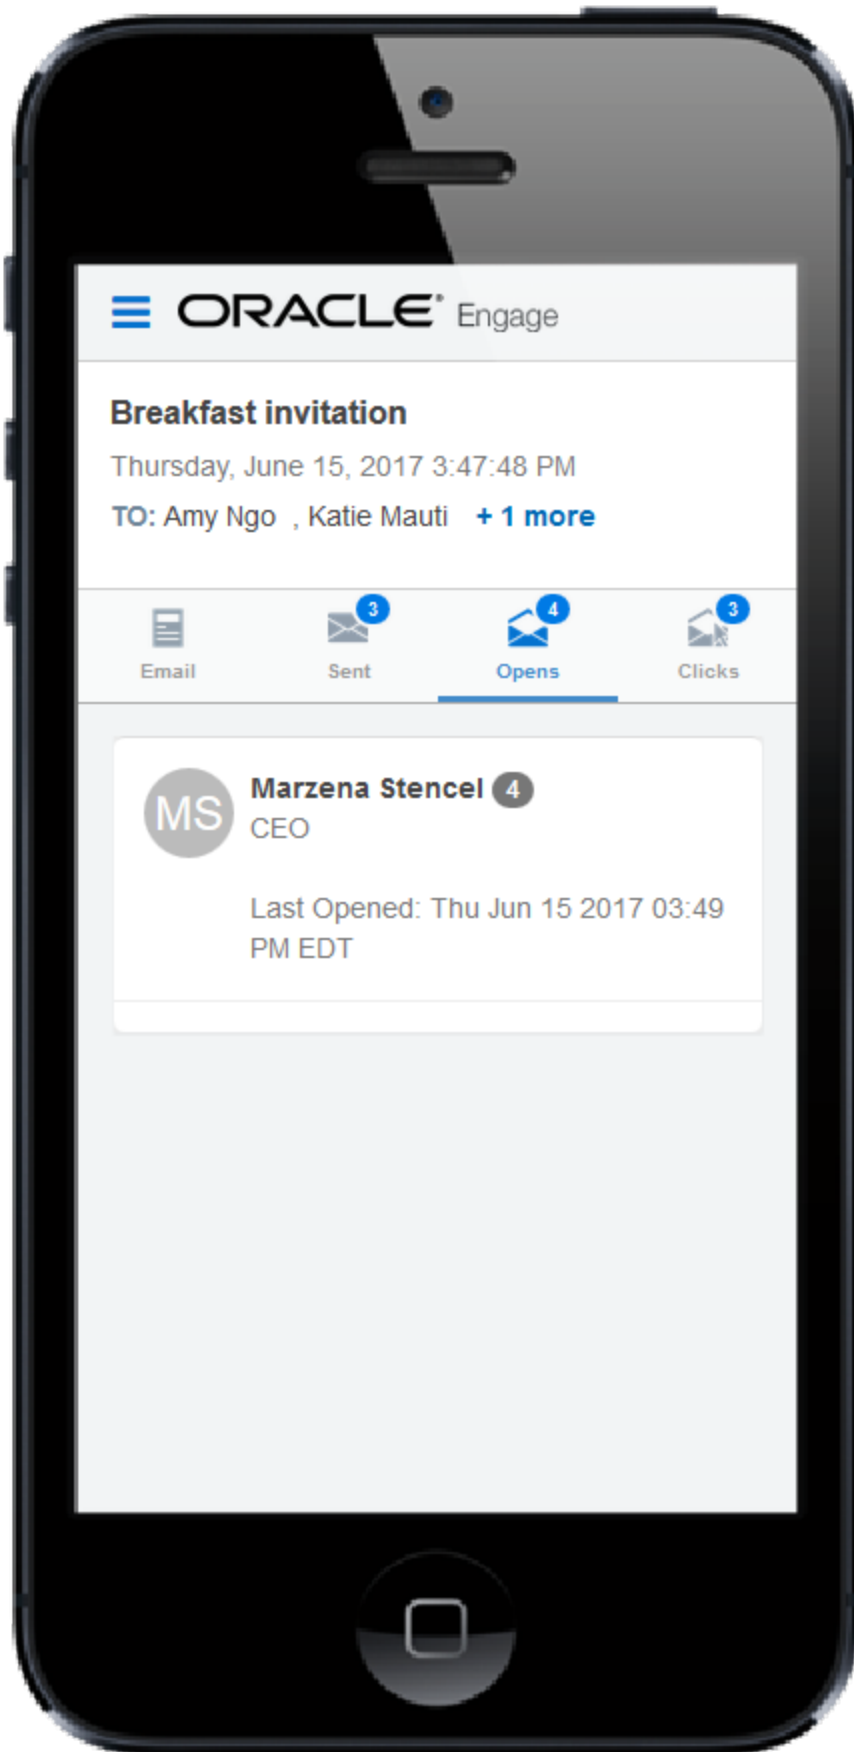 ORACLE® Engage
Breakfast invitation
Thursday, June 15, 2017 3:47:48 PM
TO: Amy Ngo , Katie Mauti + 1 more
3 4 3
Email Sent Opens Clicks
MS Marzena Stencel 4
CEO
Last Opened: Thu Jun 15 2017 03:49
PM EDT